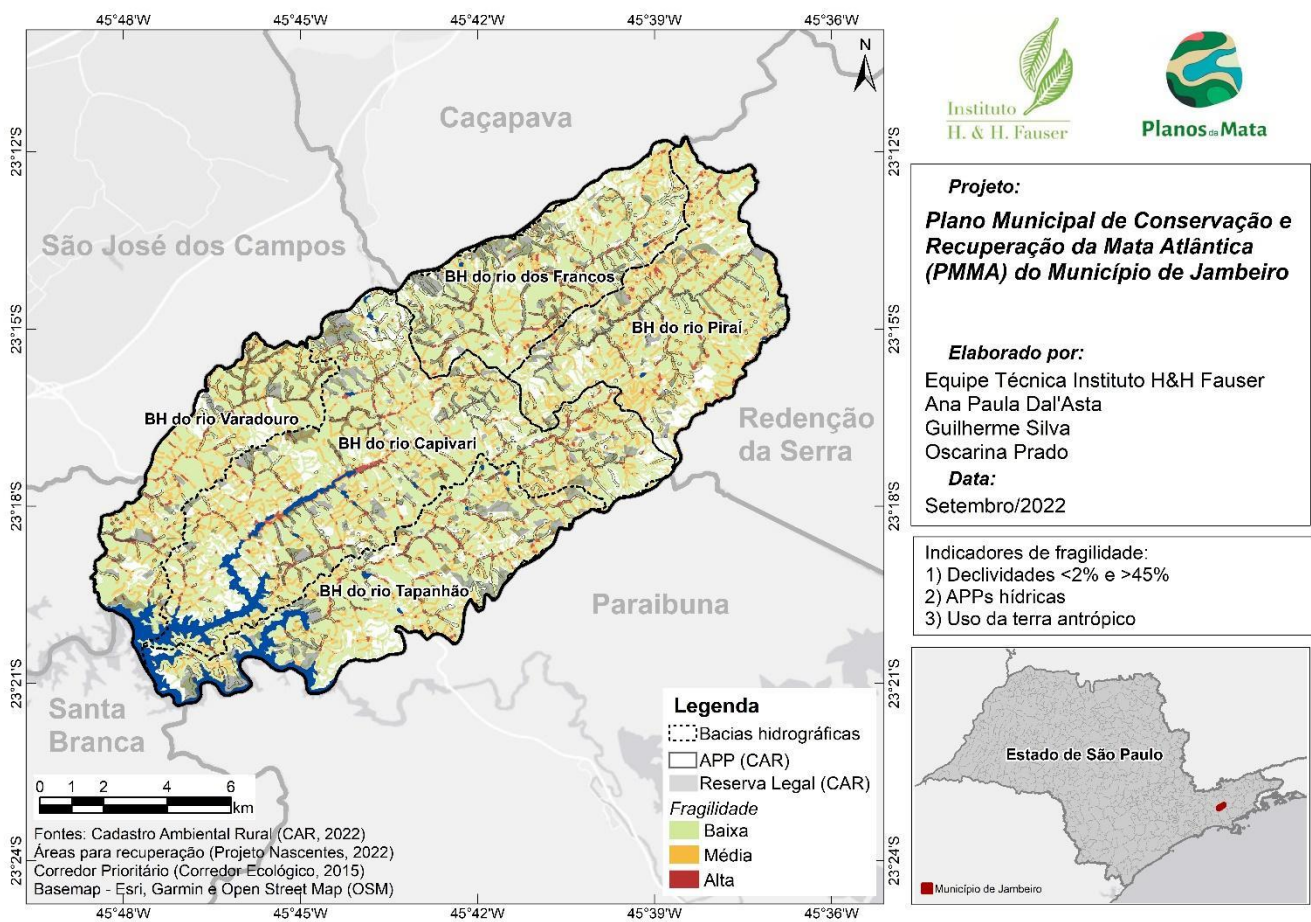 45°48'W
45°45'W
45°42'W
45°39'W
45°36'W
N
Caçapava
São José dos Campos
BH do rio dos Francos
BH do rio Piraí
BH do rio Varadouro
BH do rio Capivari
Redenção
da Serra
BH do rio Tapanhão
Paraibuna
Santa
Branca
23°12'S
23°15'S
23°18'S
23°21'S
23°24'S
23°12'S
23°15'S
23°18'S
23°21'S
23°24'S
0 1 2 4 6
km
Fontes: Cadastro Ambiental Rural (CAR, 2022)
Áreas para recuperação (Projeto Nascentes, 2022)
Corredor Prioritário (Corredor Ecológico, 2015)
Basemap - Esri, Garmin e Open Street Map (OSM)
Legenda
Bacias hidrográficas
APP (CAR)
Reserva Legal (CAR)
Fragilidade
Baixa
Média
Alta
45°48'W
45°45'W
45°42'W
45°39'W
45°36'W
Instituto
H. & H. Fauser
Planos da Mata
Projeto:
Plano Municipal de Conservação e
Recuperação da Mata Atlântica
(PMMA) do Município de Jambeiro
Elaborado por:
Equipe Técnica Instituto H&H Fauser
Ana Paula Dal'Asta
Guilherme Silva
Oscarina Prado
Data:
Setembro/2022
Indicadores de fragilidade:
1) Declividades <2% e >45%
2) APPs hídricas
3) Uso da terra antrópico
Estado de São Paulo
Município de Jambeiro